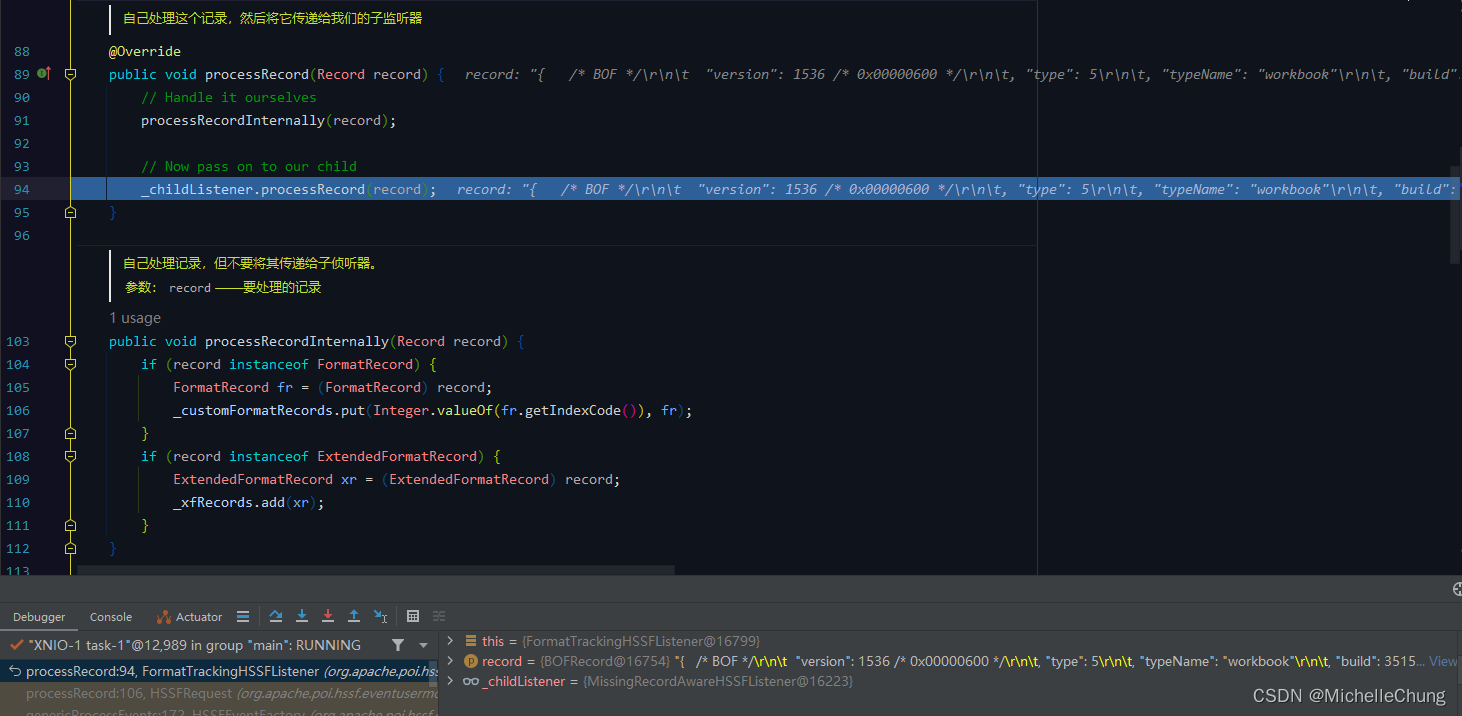 自己处理这个记录，然后将它传递给我们的子监听器
88 @Override
89 public void processRecord(Record record) { record: "{ /* BOF */\r\n\t "version": 1536 /* 0x00000600 */\r\n\t, "type": 5\r\n\t, "typeName": "workbook"\r\n\t, "build"
90 // Handle it ourselves
91 processRecordInternally(record);
92
93 // Now pass on to our child
94 _childListener.processRecord(record); record: "{ /* BOF */\r\n\t "version": 1536 /* 0x00000600 */\r\n\t, "type": 5\r\n\t, "typeName": "workbook"\r\n\t, "build":
95 }
96
自己处理记录，但不要将其传递给子侦听器。
参数: record ——要处理的记录
1 usage
103 public void processRecordInternally(Record record) {
104 if (record instanceof FormatRecord) {
105 FormatRecord fr = (FormatRecord) record;
106 _customFormatRecords.put(Integer.valueOf(fr.getIndexCode()), fr);
107 }
108 if (record instanceof ExtendedFormatRecord) {
109 ExtendedFormatRecord xr = (ExtendedFormatRecord) record;
110 _xfRecords.add(xr);
111 }
112 }
113
Debugger Console Actuator
"XNIO-1 task-1"@12,989 in group "main": RUNNING
processRecord:94, FormatTrackingHSSFListener (org.apache.poi.hss
processRecord:106, HSSFRequest (org.apache.poi.hssf.eventusermo
genericProcessEvents:172, HSSFEventFactory (org.apache.poi.hssf.
this = {FormatTrackingHSSFListener@16799}
record = {BOFRecord@16754} "{ /* BOF */\r\n\t "version": 1536 /* 0x00000600 */\r\n\t, "type": 5\r\n\t, "typeName": "workbook"\r\n\t, "build": 3515... View
_childListener = {MissingRecordAwareHSSFListener@16223}
CSDN @MichelleChung